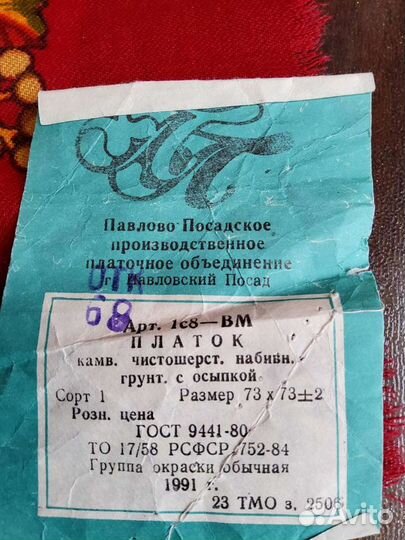 Павлово Посадское
производственное
платочное объединение
г. Павловский Посад
ОТК
68
Арт. 1с8—ВМ
ПЛАТОК
камв. чистошерст. набивн.
грунт. с осыпкой
Сорт 1 Размер 73 х 73±2
Розн. цена
ГОСТ 9441-80
ТО 17/58 РСФСР 752-84
Группа окраски обычная
1991 г.
23 ТМО з. 2506
Avito